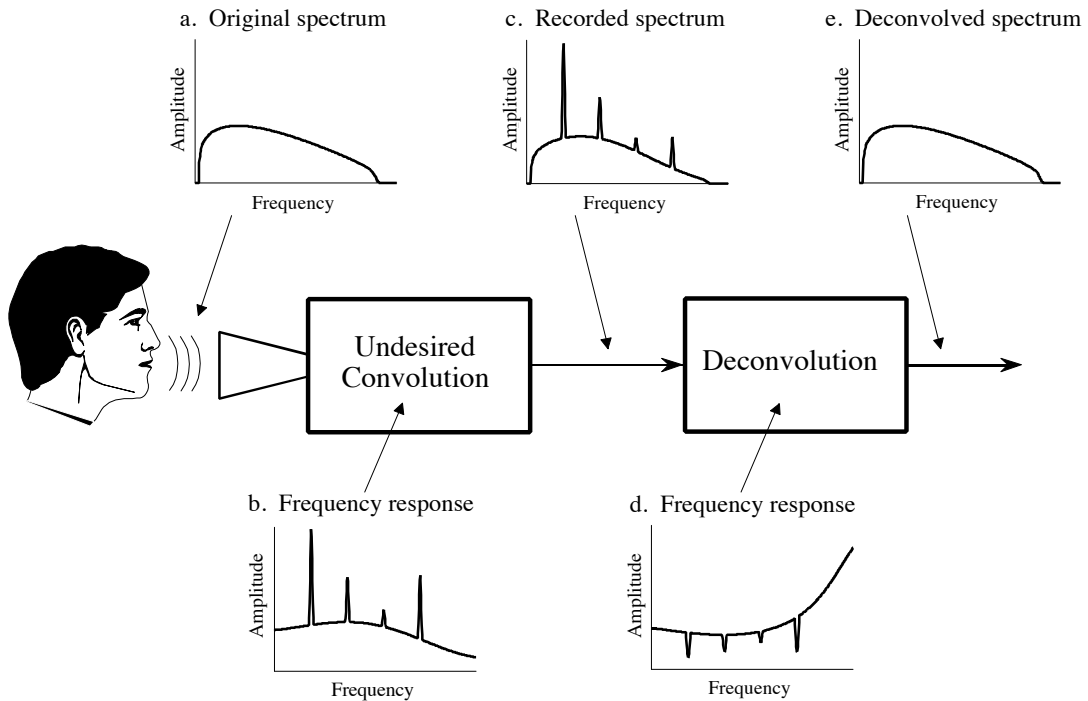 a. Original spectrum
Amplitude
Frequency
c. Recorded spectrum
Amplitude
Frequency
e. Deconvolved spectrum
Amplitude
Frequency
Undesired
Convolution
Deconvolution
b. Frequency response
Amplitude
Frequency
d. Frequency response
Amplitude
Frequency